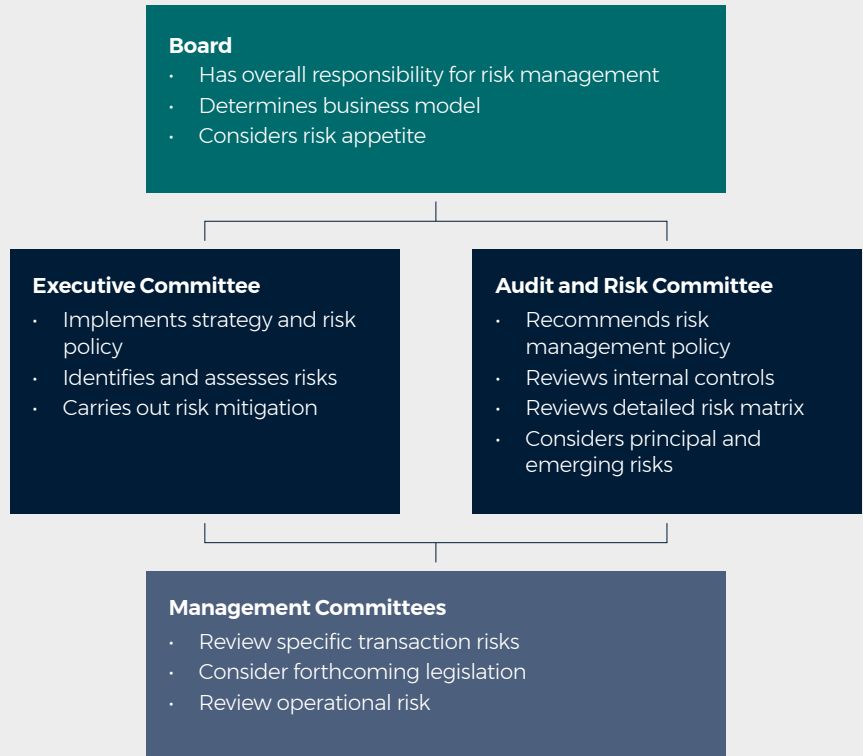 Board
· Has overall responsibility for risk management
· Determines business model
· Considers risk appetite
Executive Committee
· Implements strategy and risk
policy
· Identifies and assesses risks
· Carries out risk mitigation
Audit and Risk Committee
· Recommends risk
management policy
· Reviews internal controls
· Reviews detailed risk matrix
· Considers principal and
emerging risks
Management Committees
· Review specific transaction risks
· Consider forthcoming legislation
· Review operational risk